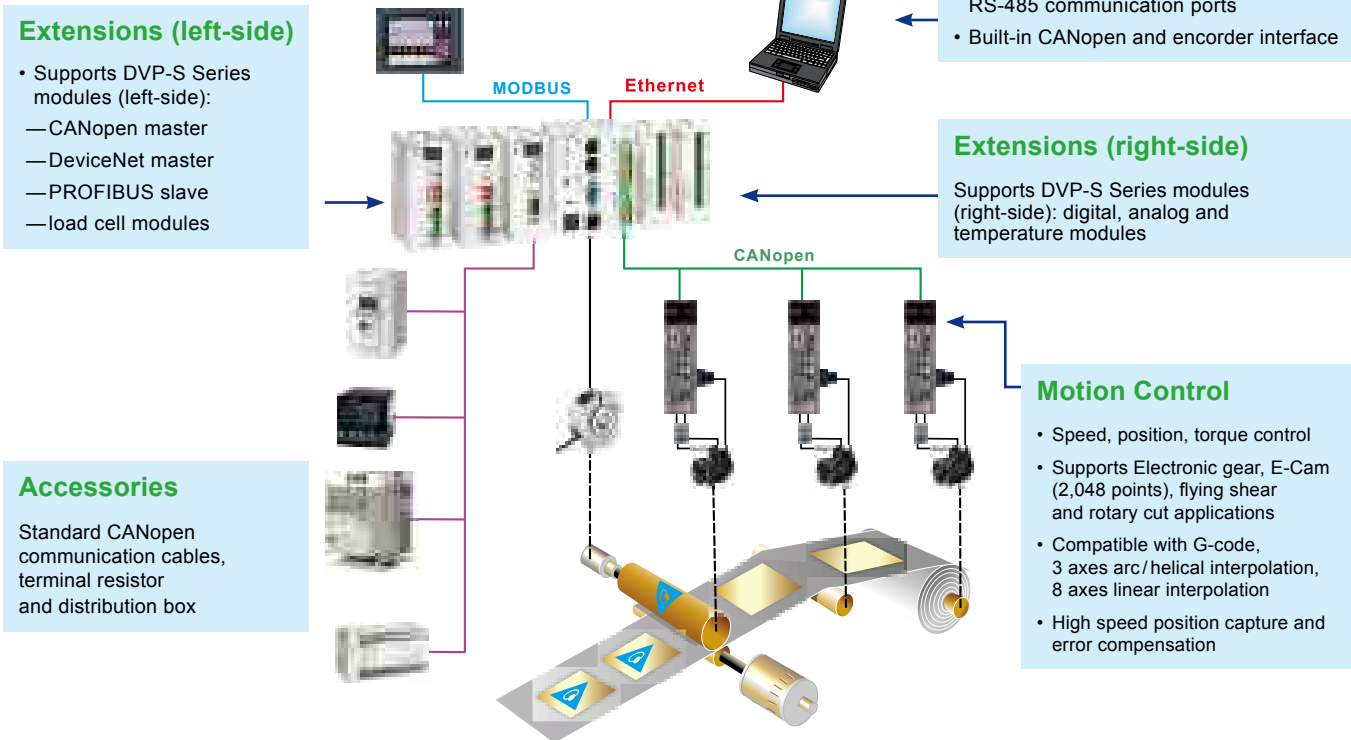 RS-485 communication ports
• Built-in CANopen and encorder interface
Extensions (left-side)
• Supports DVP-S Series
modules (left-side):
—CANopen master
—DeviceNet master
—PROFIBUS slave
—load cell modules
MODBUS
Ethernet
Extensions (right-side)
Supports DVP-S Series modules
(right-side): digital, analog and
temperature modules
CANopen
Motion Control
• Speed, position, torque control
• Supports Electronic gear, E-Cam
(2,048 points), flying shear
and rotary cut applications
• Compatible with G-code,
3 axes arc/helical interpolation,
8 axes linear interpolation
• High speed position capture and
error compensation
Accessories
Standard CANopen
communication cables,
terminal resistor
and distribution box